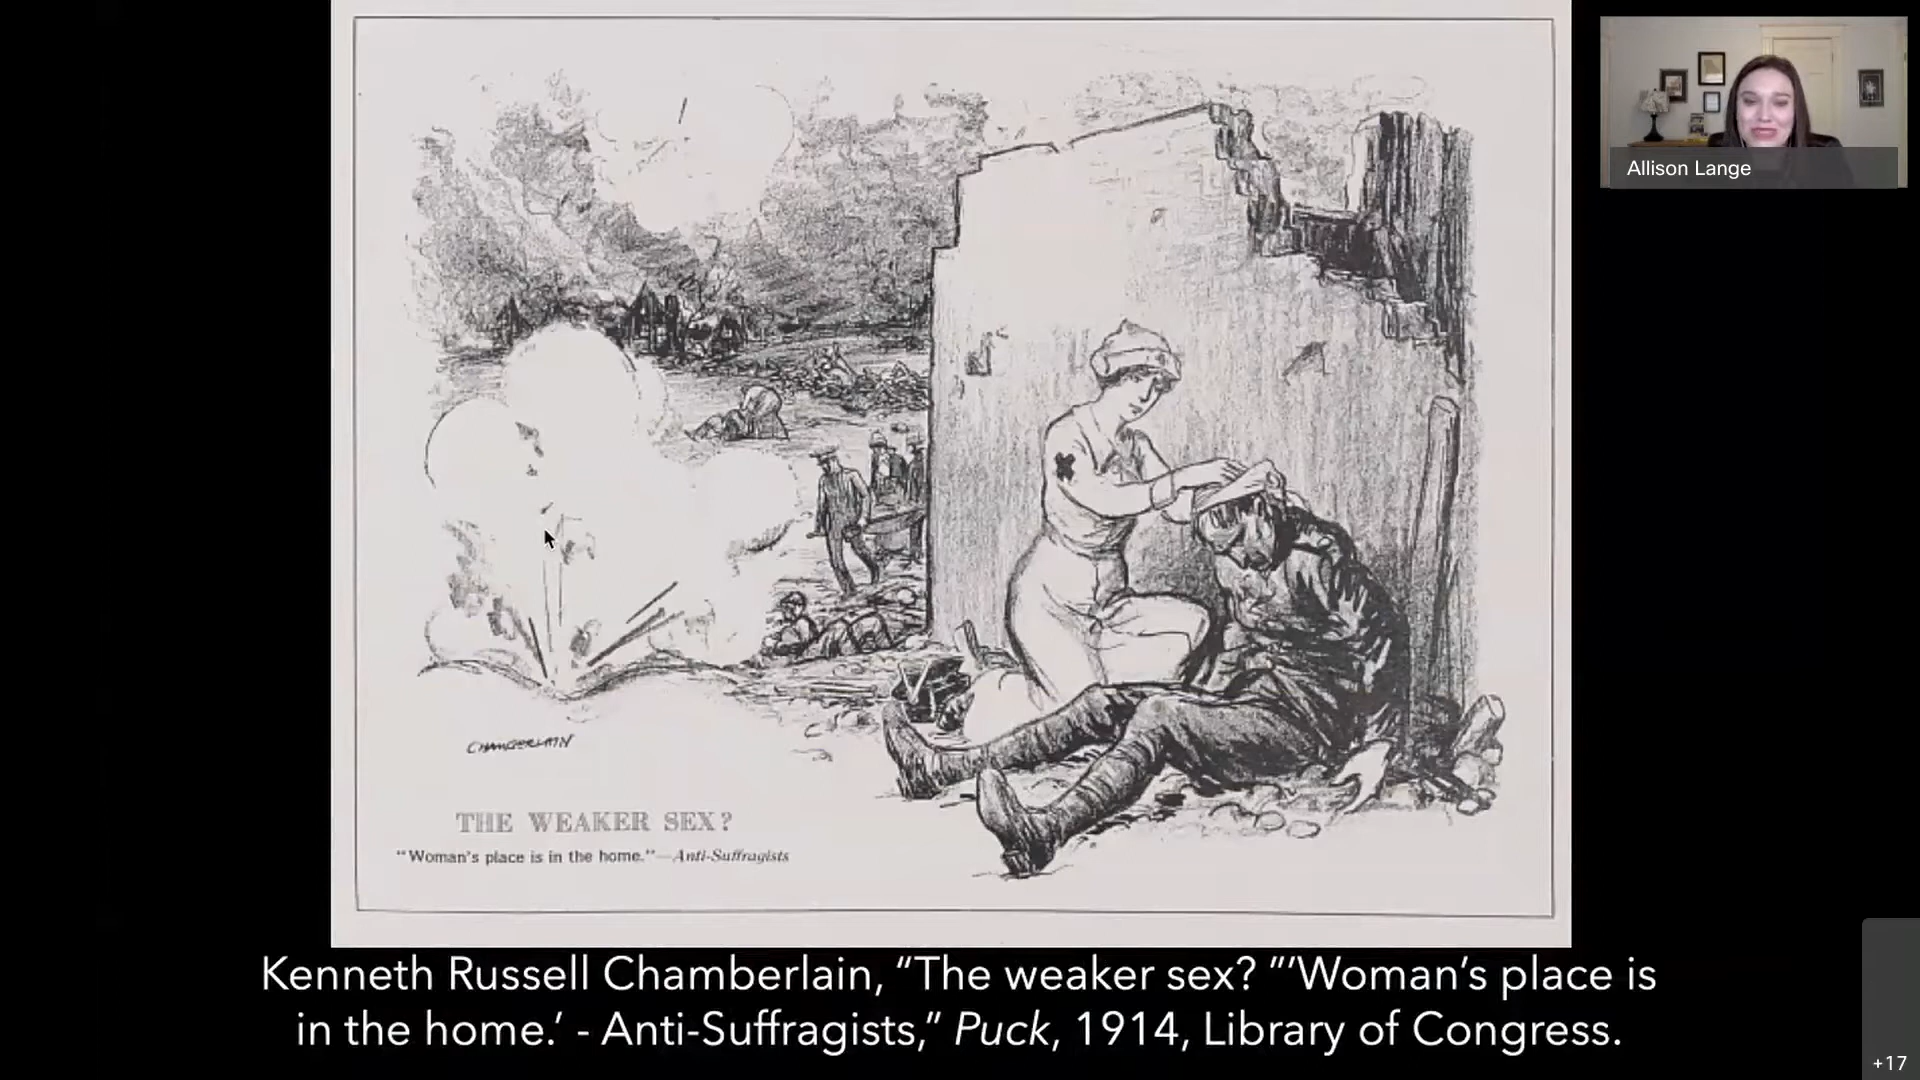 Allison Lange
CHAMBERLAIN
THE WEAKER SEX?
"Woman's place is in the home."—Anti-Suffragists
Kenneth Russell Chamberlain, “The weaker sex? ”‘’Woman’s place is
in the home.’ - Anti-Suffragists,” Puck, 1914, Library of Congress.
+17